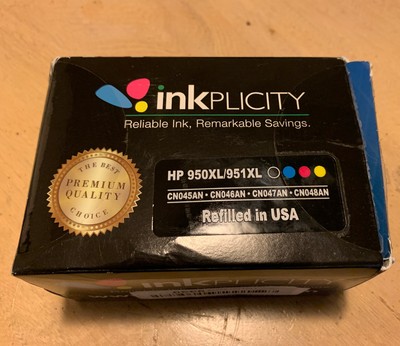 inkPLICITY
Reliable Ink, Remarkable Savings.
THE BEST
PREMIUM
QUALITY
CHOICE
HP 950XL/951XL
CN045AN • CN046AN • CN047AN • CN048AN
Refilled in USA